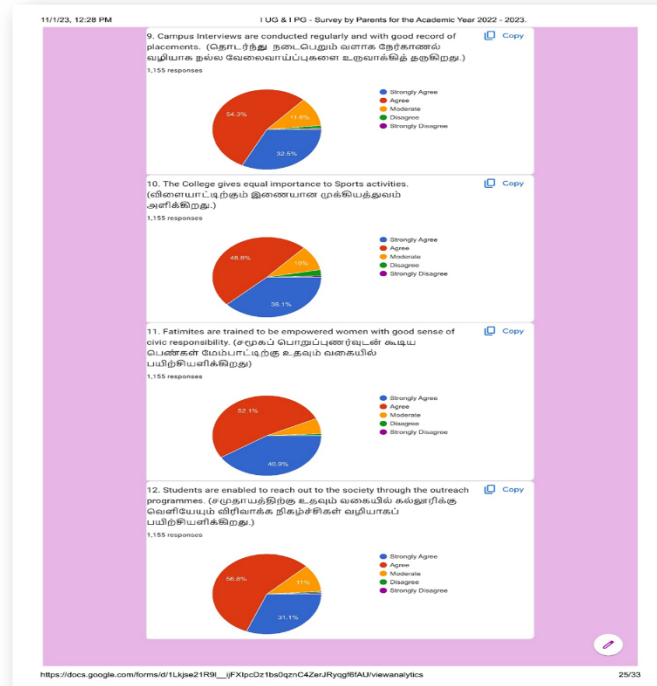 11/1/23, 12:28 PM
I UG & I PG - Survey by Parents for the Academic Year 2022 - 2023.
9. Campus Interviews are conducted regularly and with good record of
placements. (தொடர்ந்து நடைபெறும் வளாக நேர்காணல்
வழியாக நல்ல வேலைவாய்ப்புகளை உருவாக்கித் தருகிறது.)
Copy
1,155 responses
Strongly Agree
Agree
Moderate
Disagree
Strongly Disagree
54.3%
11.6%
32.5%
10. The College gives equal importance to Sports activities.
(விளையாட்டிற்கும் இணையான முக்கியத்துவம்
அளிக்கிறது.)
Copy
1,155 responses
Strongly Agree
Agree
Moderate
Disagree
Strongly Disagree
48.8%
10%
38.1%
11. Fatimites are trained to be empowered women with good sense of
civic responsibility. (சமூகப் பொறுப்புணர்வுடன் கூடிய
பெண்கள் மேம்பாட்டிற்கு உதவும் வகையில்
பயிற்சியளிக்கிறது)
Copy
1,155 responses
Strongly Agree
Agree
Moderate
Disagree
Strongly Disagree
52.1%
40.9%
12. Students are enabled to reach out to the society through the outreach
programmes. (சமுதாயத்திற்கு உதவும் வகையில் கல்லூரிக்கு
வெளியேயும் விரிவாக்க நிகழ்ச்சிகள் வழியாகப்
பயிற்சியளிக்கிறது.)
Copy
1,155 responses
Strongly Agree
Agree
Moderate
Disagree
Strongly Disagree
56.8%
11%
31.1%
25/33